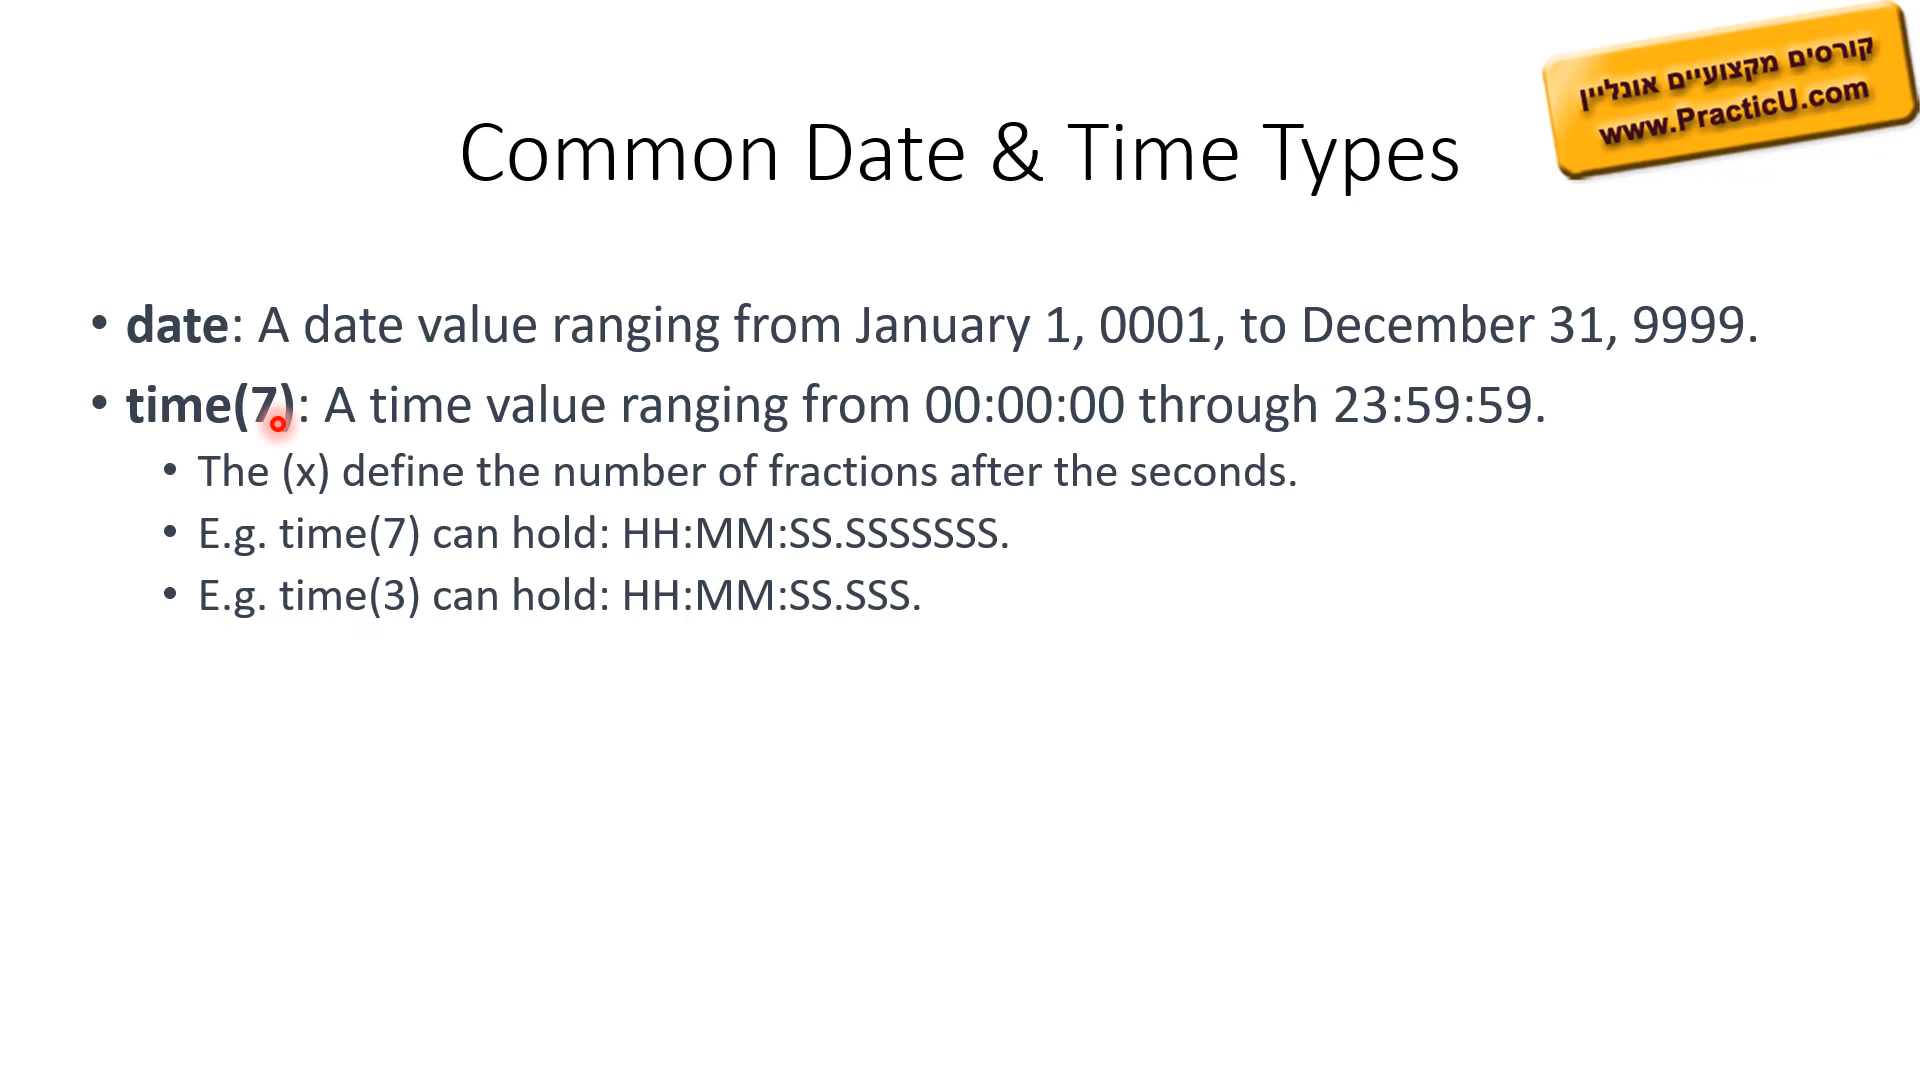 קורסים מקצועיים אונליין
www.PracticU.com
Common Date & Time Types
• date: A date value ranging from January 1, 0001, to December 31, 9999.
• time(7): A time value ranging from 00:00:00 through 23:59:59.
• The (x) define the number of fractions after the seconds.
• E.g. time(7) can hold: HH:MM:SS.SSSSSSS.
• E.g. time(3) can hold: HH:MM:SS.SSS.